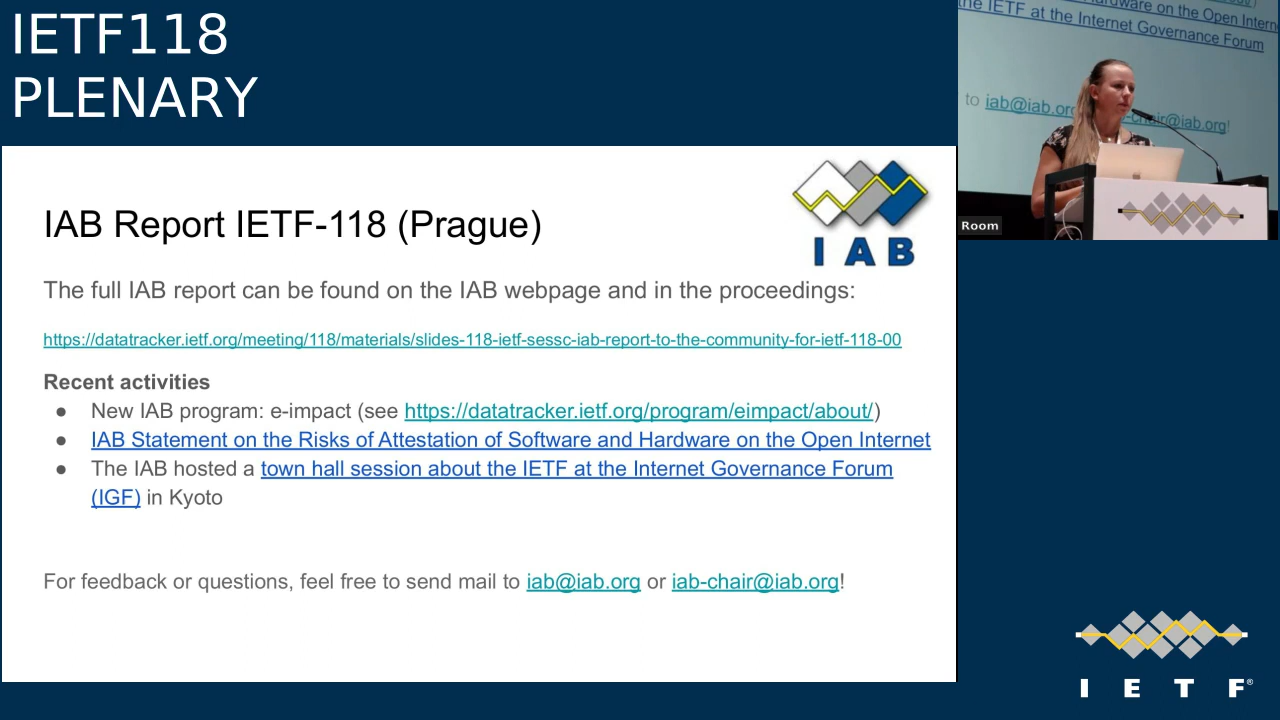 IETF118
PLENARY
IAB Report IETF-118 (Prague)
IAB
The full IAB report can be found on the IAB webpage and in the proceedings:
https://datatracker.ietf.org/meeting/118/materials/slides-118-ietf-sessc-iab-report-to-the-community-for-ietf-118-00
Recent activities
● New IAB program: e-impact (see https://datatracker.ietf.org/program/eimpact/about/)
● IAB Statement on the Risks of Attestation of Software and Hardware on the Open Internet
● The IAB hosted a town hall session about the IETF at the Internet Governance Forum
(IGF) in Kyoto
For feedback or questions, feel free to send mail to iab@iab.org or iab-chair@iab.org!
Hardware on the Open Intern
the IETF at the Internet Governance Forum
to iab@iab.or -chair@iab.org!
Room
IETF®